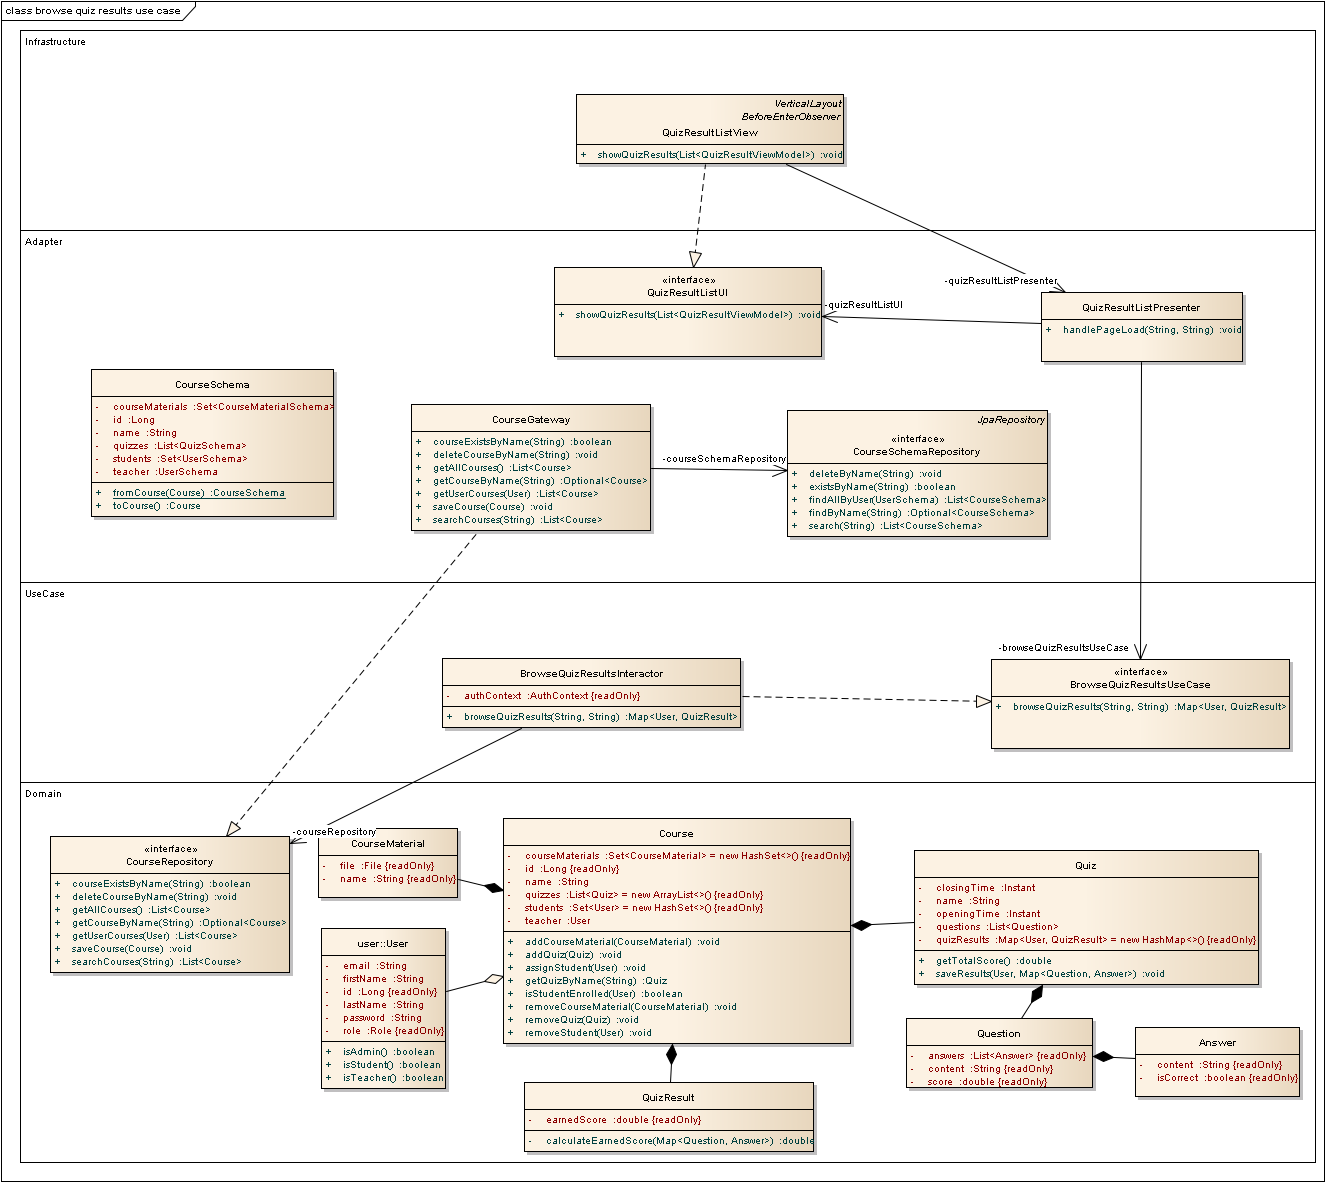 class browse quiz results use case
Infrastructure
VerticalLayout
BeforeEnterObserver
QuizResultListView
+ showQuizResults(List<QuizResultViewModel>) :void
Adapter
«interface»
QuizResultListUI
+ showQuizResults(List<QuizResultViewModel>) :void
-quizResultListPresenter
-quizResultListUI
QuizResultListPresenter
+ handlePageLoad(String, String) :void
CourseSchema
- courseMaterials :Set<CourseMaterialSchema>
- id :Long
- name :String
- quizzes :List<QuizSchema>
- students :Set<UserSchema>
- teacher :UserSchema
+ fromCourse(Course) :CourseSchema
+ toCourse() :Course
CourseGateway
+ courseExistsByName(String) :boolean
+ deleteCourseByName(String) :void
+ getAllCourses() :List<Course>
+ getCourseByName(String) :Optional<Course>
+ getUserCourses(User) :List<Course>
+ saveCourse(Course) :void
+ searchCourses(String) :List<Course>
-courseSchemaRepository
JpaRepository
«interface»
CourseSchemaRepository
+ deleteByName(String) :void
+ existsByName(String) :boolean
+ findAllByUser(UserSchema) :List<CourseSchema>
+ findByName(String) :Optional<CourseSchema>
+ search(String) :List<CourseSchema>
UseCase
BrowseQuizResultsInteractor
- authContext :AuthContext {readOnly}
+ browseQuizResults(String, String) :Map<User, QuizResult>
-browseQuizResultsUseCase
«interface»
BrowseQuizResultsUseCase
+ browseQuizResults(String, String) :Map<User, QuizResult>
Domain
-courseRepository
«interface»
CourseRepository
+ courseExistsByName(String) :boolean
+ deleteCourseByName(String) :void
+ getAllCourses() :List<Course>
+ getCourseByName(String) :Optional<Course>
+ getUserCourses(User) :List<Course>
+ saveCourse(Course) :void
+ searchCourses(String) :List<Course>
CourseMaterial
- file :File {readOnly}
- name :String {readOnly}
user::User
- email :String
- firstName :String
- id :Long {readOnly}
- lastName :String
- password :String
- role :Role {readOnly}
+ isAdmin() :boolean
+ isStudent() :boolean
+ isTeacher() :boolean
Course
- courseMaterials :Set<CourseMaterial> = new HashSet<>() {readOnly}
- id :Long {readOnly}
- name :String
- quizzes :List<Quiz> = new ArrayList<>() {readOnly}
- students :Set<User> = new HashSet<>() {readOnly}
- teacher :User
+ addCourseMaterial(CourseMaterial) :void
+ addQuiz(Quiz) :void
+ assignStudent(User) :void
+ getQuizByName(String) :Quiz
+ isStudentEnrolled(User) :boolean
+ removeCourseMaterial(CourseMaterial) :void
+ removeQuiz(Quiz) :void
+ removeStudent(User) :void
Quiz
- closingTime :Instant
- name :String
- openingTime :Instant
- questions :List<Question>
- quizResults :Map<User, QuizResult> = new HashMap<>() {readOnly}
+ getTotalScore() :double
+ saveResults(User, Map<Question, Answer>) :void
Question
- answers :List<Answer> {readOnly}
- content :String {readOnly}
- score :double {readOnly}
Answer
- content :String {readOnly}
- isCorrect :boolean {readOnly}
QuizResult
- earnedScore :double {readOnly}
- calculateEarnedScore(Map<Question, Answer>) :double